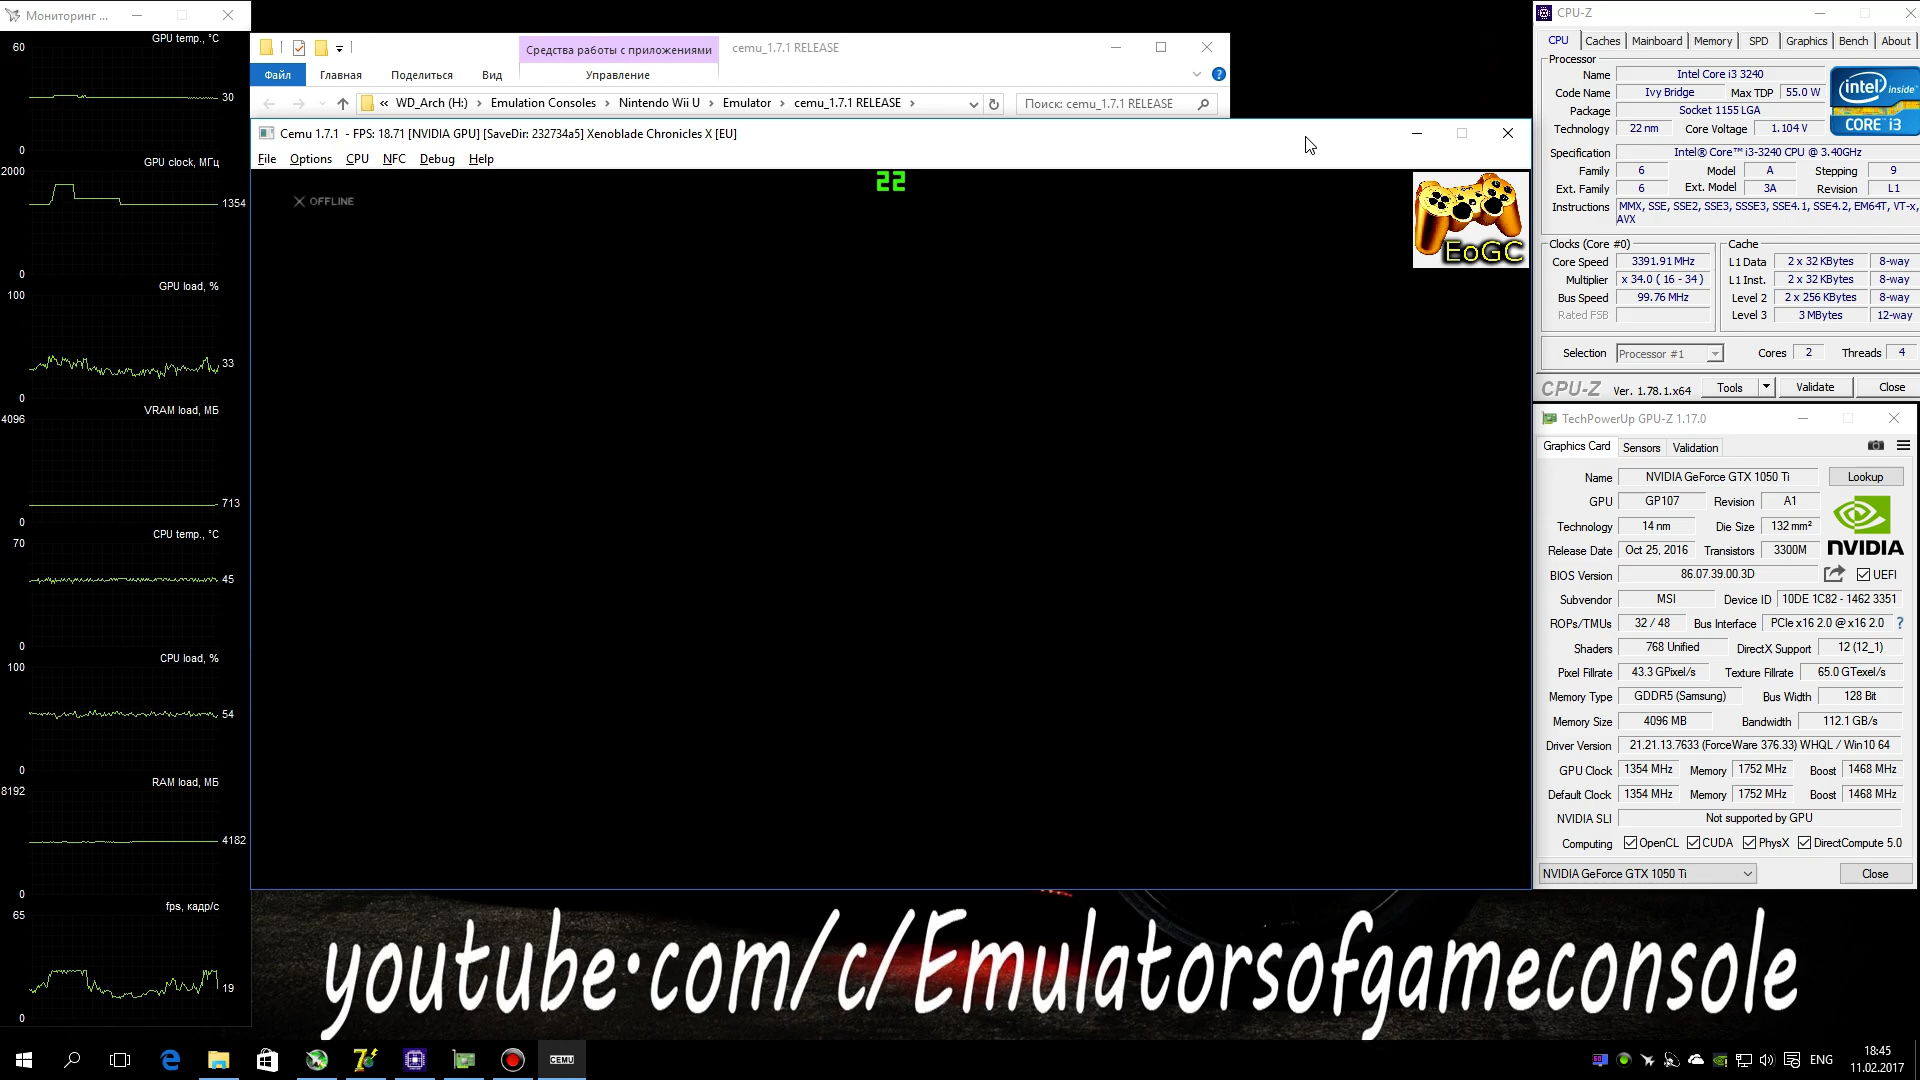 Мониторинг ...
GPU temp., °C
60
30
0
GPU clock, МГц
2000
1354
0
GPU load, %
100
33
0
VRAM load, МБ
4096
713
0
CPU temp., °C
70
45
0
CPU load, %
100
54
0
RAM load, МБ
8192
4182
0
fps, кадр/с
65
19
0
Средства работы с приложениями
cemu_1.7.1 RELEASE
Файл Главная Поделиться Вид Управление
« WD_Arch (H:) › Emulation Consoles › Nintendo Wii U › Emulator › cemu_1.7.1 RELEASE ›
Поиск: cemu_1.7.1 RELEASE
Cemu 1.7.1 - FPS: 18.71 [NVIDIA GPU] [SaveDir: 232734a5] Xenoblade Chronicles X [EU]
File Options CPU NFC Debug Help
22
OFFLINE
EoGC
CPU-Z
CPU Caches Mainboard Memory SPD Graphics Bench About
Processor
Name Intel Core i3 3240
Code Name Ivy Bridge Max TDP 55.0 W
Package Socket 1155 LGA
Technology 22 nm Core Voltage 1.104 V
intel inside™
CORE i3
Specification Intel® Core™ i3-3240 CPU @ 3.40GHz
Family 6 Model A Stepping 9
Ext. Family 6 Ext. Model 3A Revision L1
Instructions MMX, SSE, SSE2, SSE3, SSSE3, SSE4.1, SSE4.2, EM64T, VT-x,
AVX
Clocks (Core #0)
Core Speed 3391.91 MHz
Multiplier x 34.0 ( 16 - 34 )
Bus Speed 99.76 MHz
Rated FSB
Cache
L1 Data 2 x 32 KBytes 8-way
L1 Inst. 2 x 32 KBytes 8-way
Level 2 2 x 256 KBytes 8-way
Level 3 3 MBytes 12-way
Selection Processor #1 Cores 2 Threads 4
CPU-Z Ver. 1.78.1.x64 Tools Validate Close
TechPowerUp GPU-Z 1.17.0
Graphics Card Sensors Validation
Name NVIDIA GeForce GTX 1050 Ti Lookup
GPU GP107 Revision A1
Technology 14 nm Die Size 132 mm²
Release Date Oct 25, 2016 Transistors 3300M
NVIDIA
BIOS Version 86.07.39.00.3D UEFI
Subvendor MSI Device ID 10DE 1C82 - 1462 3351
ROPs/TMUs 32 / 48 Bus Interface PCIe x16 2.0 @ x16 2.0 ?
Shaders 768 Unified DirectX Support 12 (12_1)
Pixel Fillrate 43.3 GPixel/s Texture Fillrate 65.0 GTexel/s
Memory Type GDDR5 (Samsung) Bus Width 128 Bit
Memory Size 4096 MB Bandwidth 112.1 GB/s
Driver Version 21.21.13.7633 (ForceWare 376.33) WHQL / Win10 64
GPU Clock 1354 MHz Memory 1752 MHz Boost 1468 MHz
Default Clock 1354 MHz Memory 1752 MHz Boost 1468 MHz
NVIDIA SLI Not supported by GPU
Computing OpenCL CUDA PhysX DirectCompute 5.0
NVIDIA GeForce GTX 1050 Ti Close
youtube.com/c/Emulatorsofgameconsole
CEMU
ENG
18:45
11.02.2017